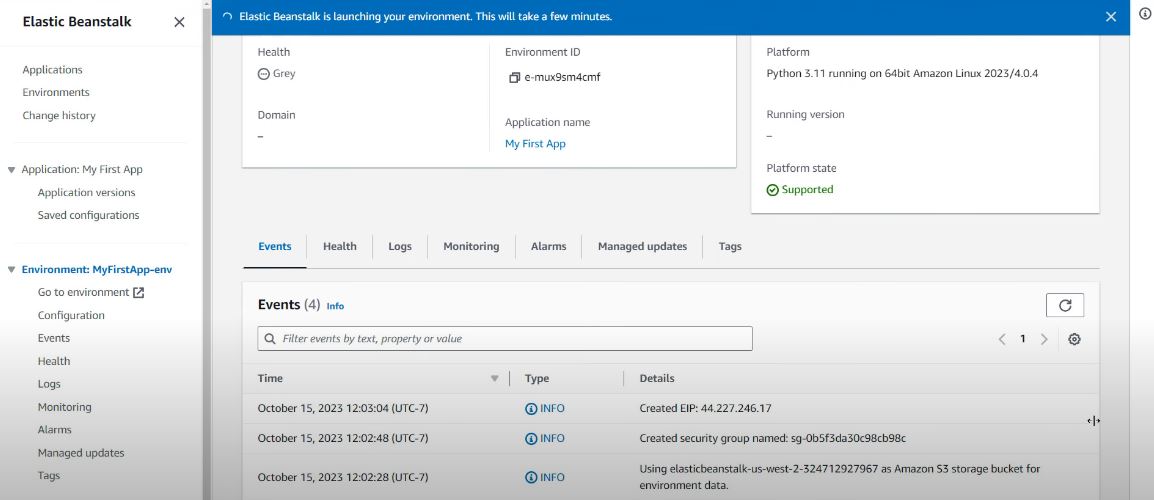 Elastic Beanstalk
Applications
Environments
Change history
Application: My First App
Application versions
Saved configurations
Environment: MyFirstApp-env
Go to environment
Configuration
Events
Health
Logs
Monitoring
Alarms
Managed updates
Tags
Elastic Beanstalk is launching your environment. This will take a few minutes.
Health
Grey
Domain
–
Environment ID
e-mux9sm4cmf
Application name
My First App
Platform
Python 3.11 running on 64bit Amazon Linux 2023/4.0.4
Running version
–
Platform state
Supported
Events Health Logs Monitoring Alarms Managed updates Tags
Events (4) Info
Filter events by text, property or value
1
Time Type Details
October 15, 2023 12:03:04 (UTC-7) INFO Created EIP: 44.227.246.17
October 15, 2023 12:02:48 (UTC-7) INFO Created security group named: sg-0b5f3da30c98cb98c
October 15, 2023 12:02:28 (UTC-7) INFO Using elasticbeanstalk-us-west-2-324712927967 as Amazon S3 storage bucket for
environment data.